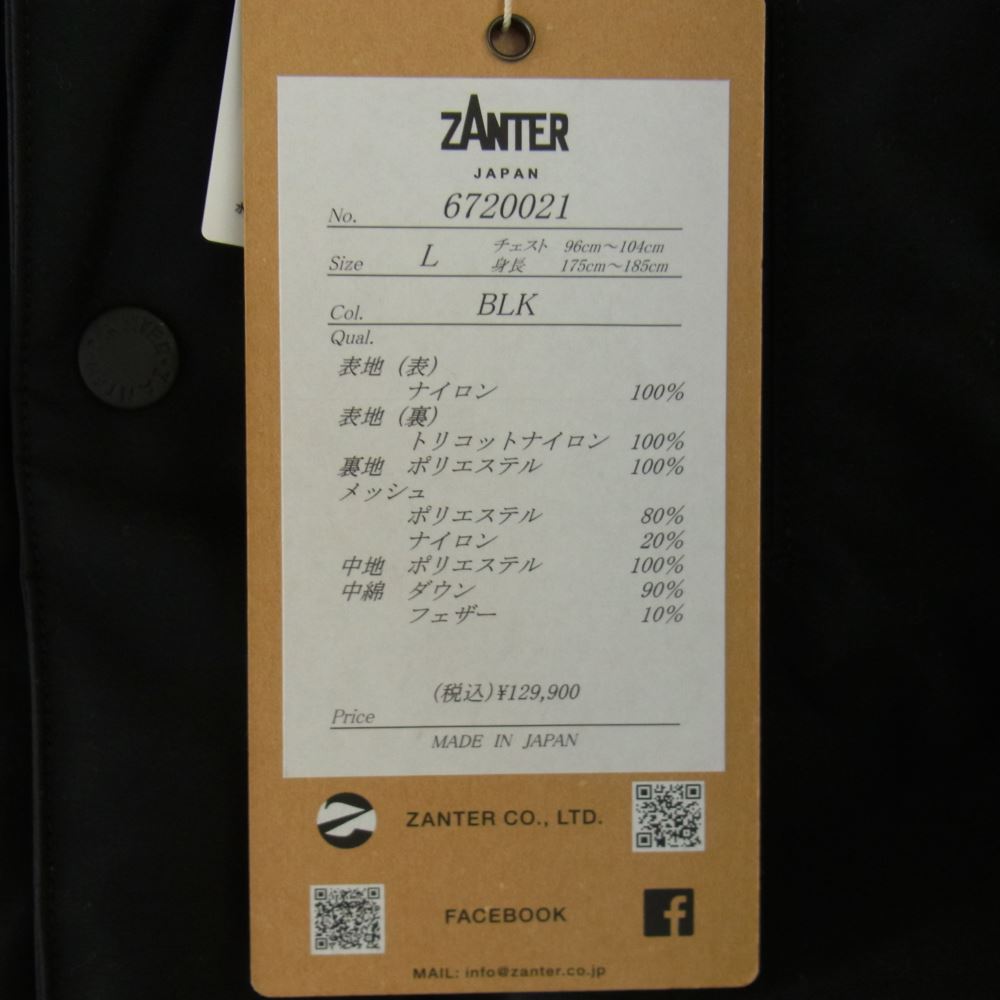 ZANTER
JAPAN
No. 6720021
Size L チェスト 96cm～104cm
身長 175cm～185cm
Col. BLK
Qual.
表地 (表)
ナイロン 100%
表地 (裏)
トリコットナイロン 100%
裏地 ポリエステル 100%
メッシュ
ポリエステル 80%
ナイロン 20%
中地 ポリエステル 100%
中綿 ダウン 90%
フェザー 10%
(税込)¥129,900
Price
MADE IN JAPAN
ZANTER CO., LTD.
FACEBOOK
MAIL: info@zanter.co.jp